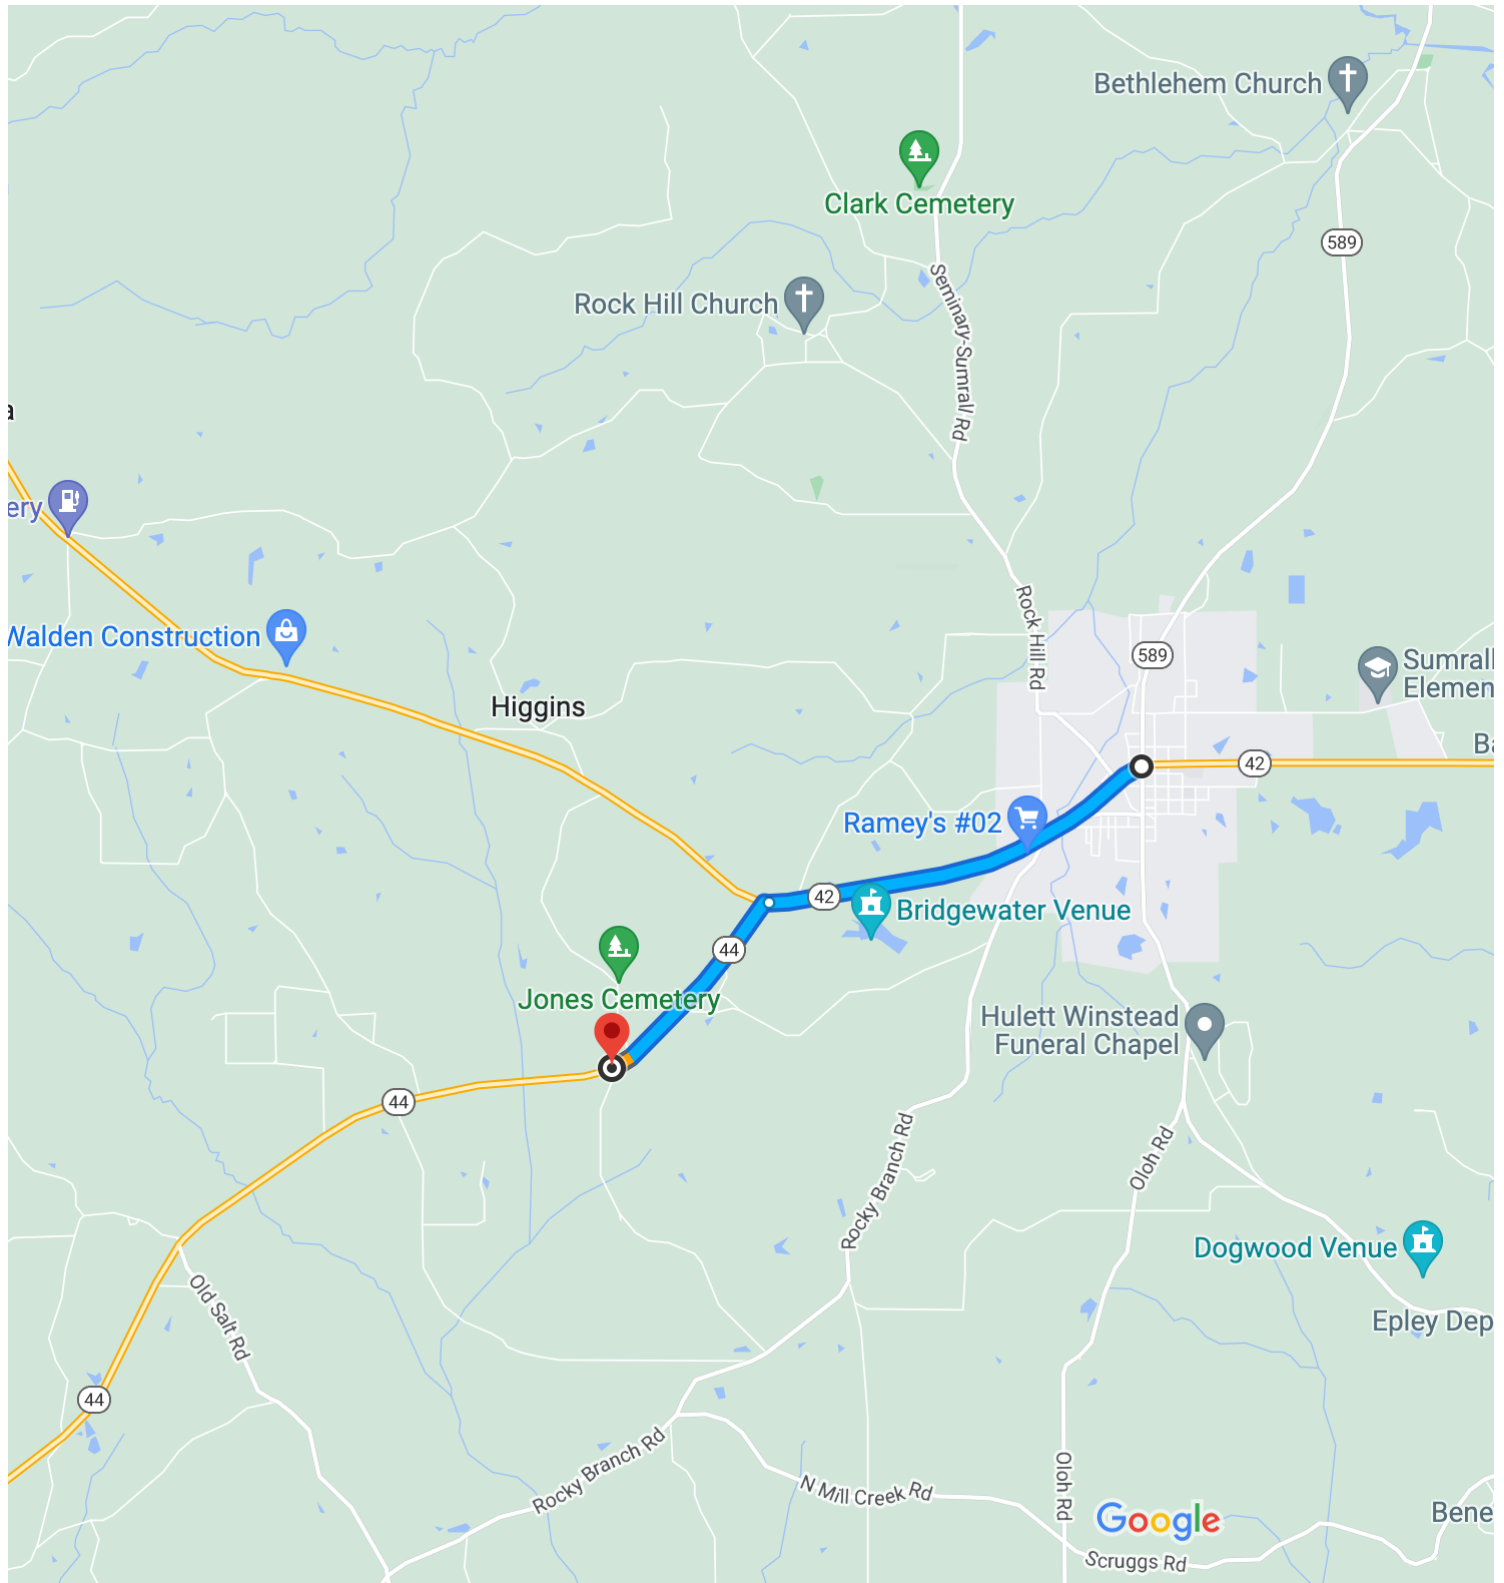 Bethlehem Church
Clark Cemetery
589
Seminary-Sumrall Rd
Rock Hill Church
a
ery
Rock Hill Rd
Walden Construction
589
Sumrall
Elemen
Higgins
Ba
42
Ramey's #02
42
Bridgewater Venue
44
Jones Cemetery
Hulett Winstead
Funeral Chapel
44
Rocky Branch Rd
Oloh Rd
Dogwood Venue
Old Salt Rd
Epley Dep
44
Rocky Branch Rd
N Mill Creek Rd
Oloh Rd
Google
Bene
Scruggs Rd